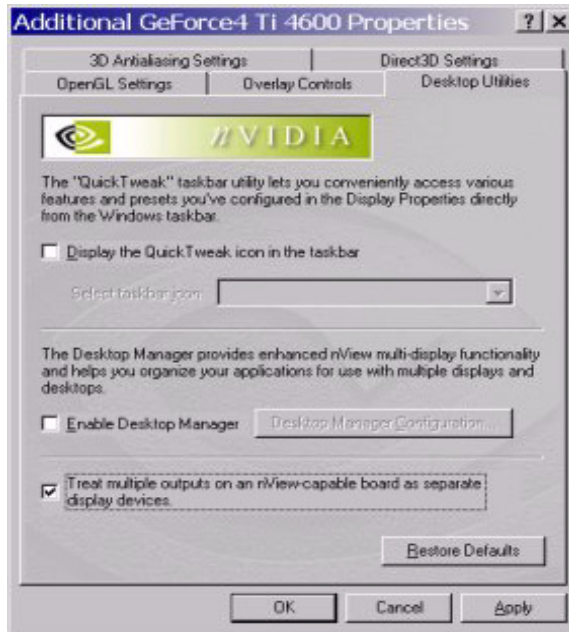 Additional GeForce4 Ti 4600 Properties
3D Antialiasing Settings
Direct3D Settings
OpenGL Settings
Overlay Controls
Desktop Utilities
nVIDIA
The "QuickTweak" taskbar utility lets you conveniently access various
features and presets you've configured in the Display Properties directly
from the Windows taskbar.
Display the QuickTweak icon in the taskbar
Select taskbar icon:
The Desktop Manager provides enhanced nView multi-display functionality
and helps you organize your applications for use with multiple displays and
desktops.
Enable Desktop Manager
Desktop Manager Configuration...
Treat multiple outputs on an nView-capable board as separate
display devices.
Restore Defaults
OK
Cancel
Apply